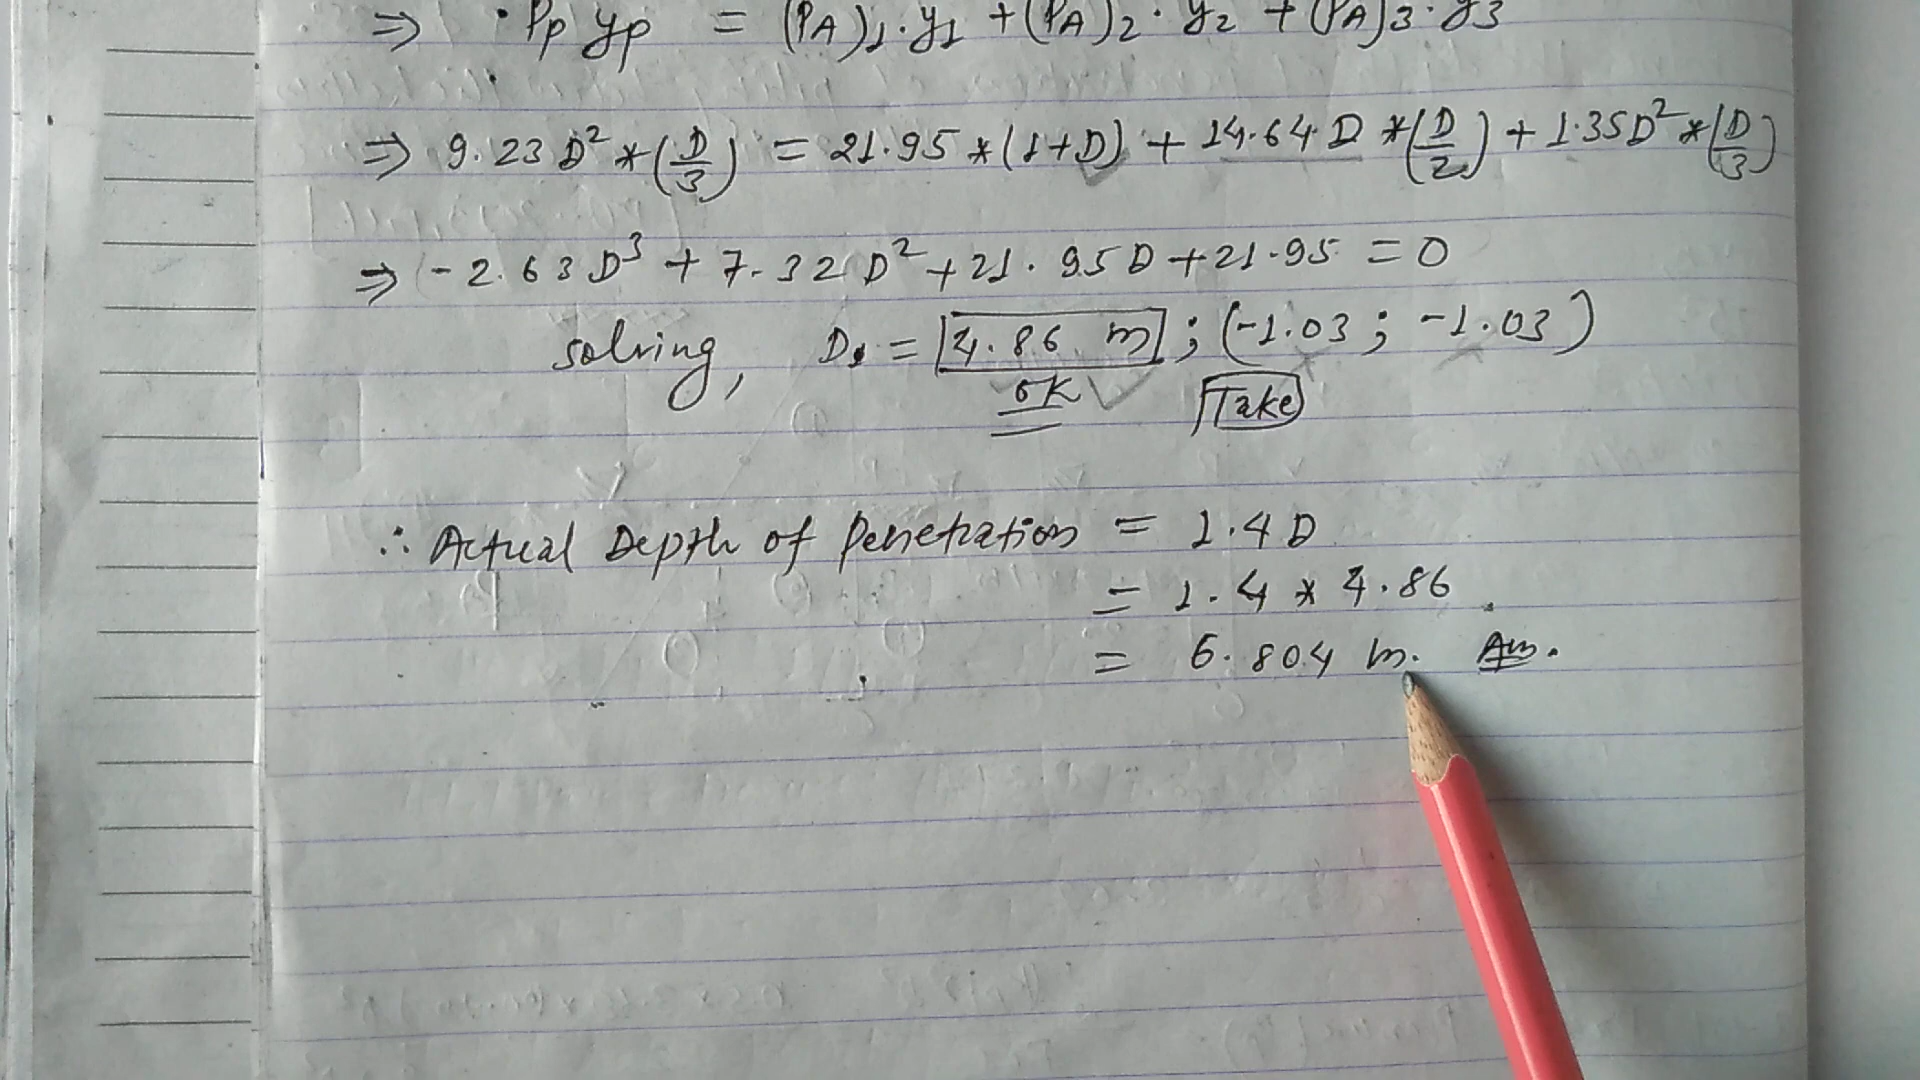 ⇒ Pp yp = (PA)1·y1 + (PA)2·y2 + (PA)3·y3
⇒ 9.23 D² * (D/3) = 21.95 * (1+D) + 14.64 D * (D/2) + 1.35D² * (D/3)
⇒ -2.63 D³ + 7.32 D² + 21.95 D + 21.95 = 0
solving, D = 4.86 m ; (-1.03 ; -1.03)
OK Take
∴ Actual Depth of Penetration = 1.4 D
= 1.4 * 4.86
= 6.804 m. Ans.